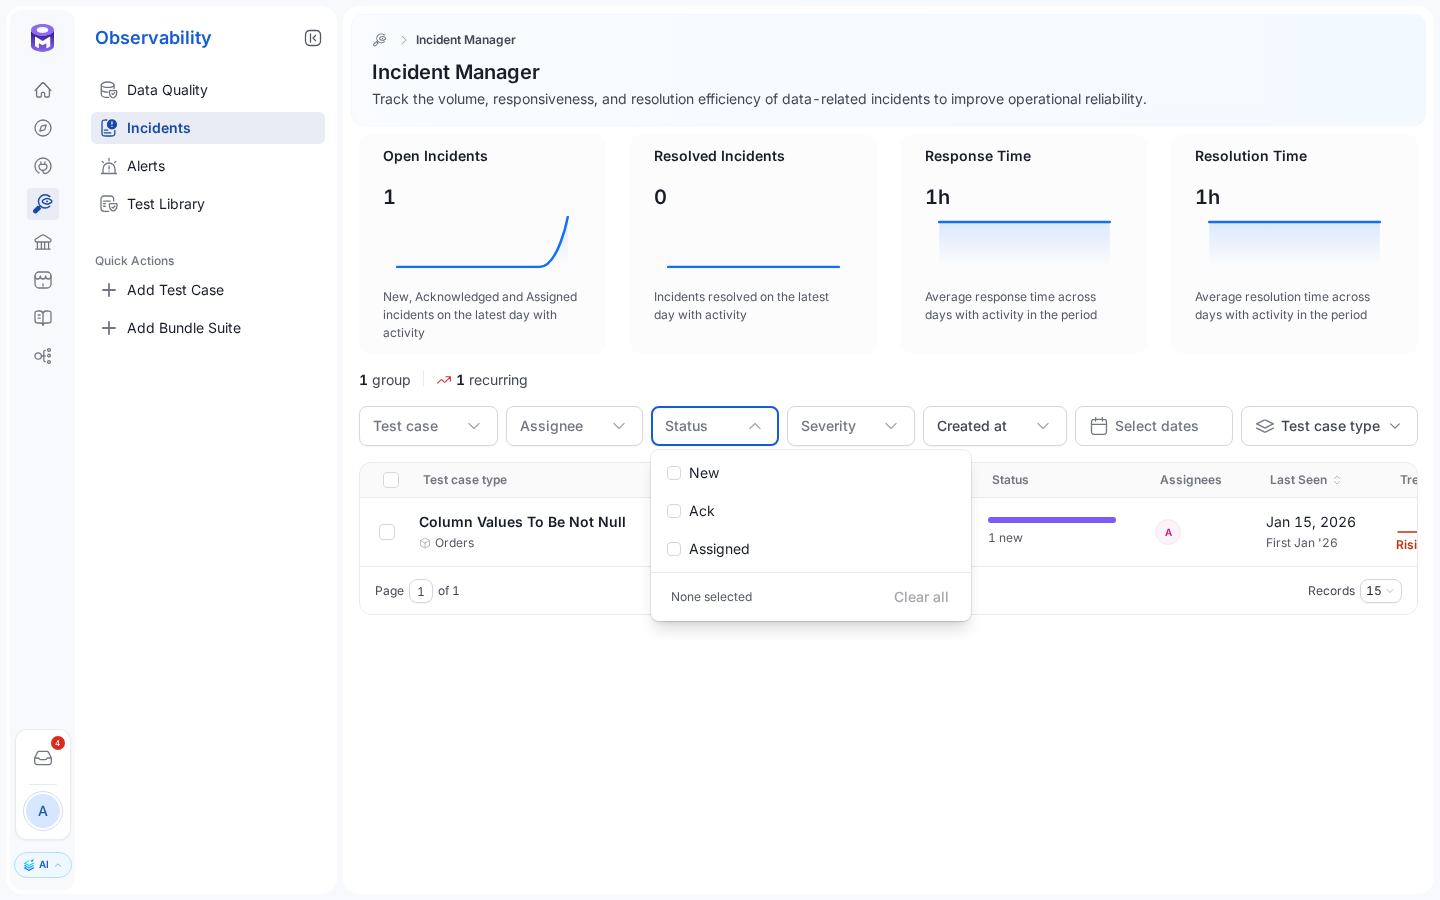 Observability
Data Quality
Incidents
Alerts
Test Library
Quick Actions
Add Test Case
Add Bundle Suite
4
A
AI
Incident Manager
Incident Manager
Track the volume, responsiveness, and resolution efficiency of data-related incidents to improve operational reliability.
Open Incidents
1
New, Acknowledged and Assigned
incidents on the latest day with
activity
Resolved Incidents
0
Incidents resolved on the latest
day with activity
Response Time
1h
Average response time across
days with activity in the period
Resolution Time
1h
Average resolution time across
days with activity in the period
1 group
1 recurring
Test case
Assignee
Status
Severity
Created at
Select dates
Test case type
Test case type
Status
Assignees
Last Seen
Tre
Column Values To Be Not Null
Orders
1 new
A
Jan 15, 2026
First Jan '26
Risi
New
Ack
Assigned
None selected
Clear all
Page 1 of 1
Records 15